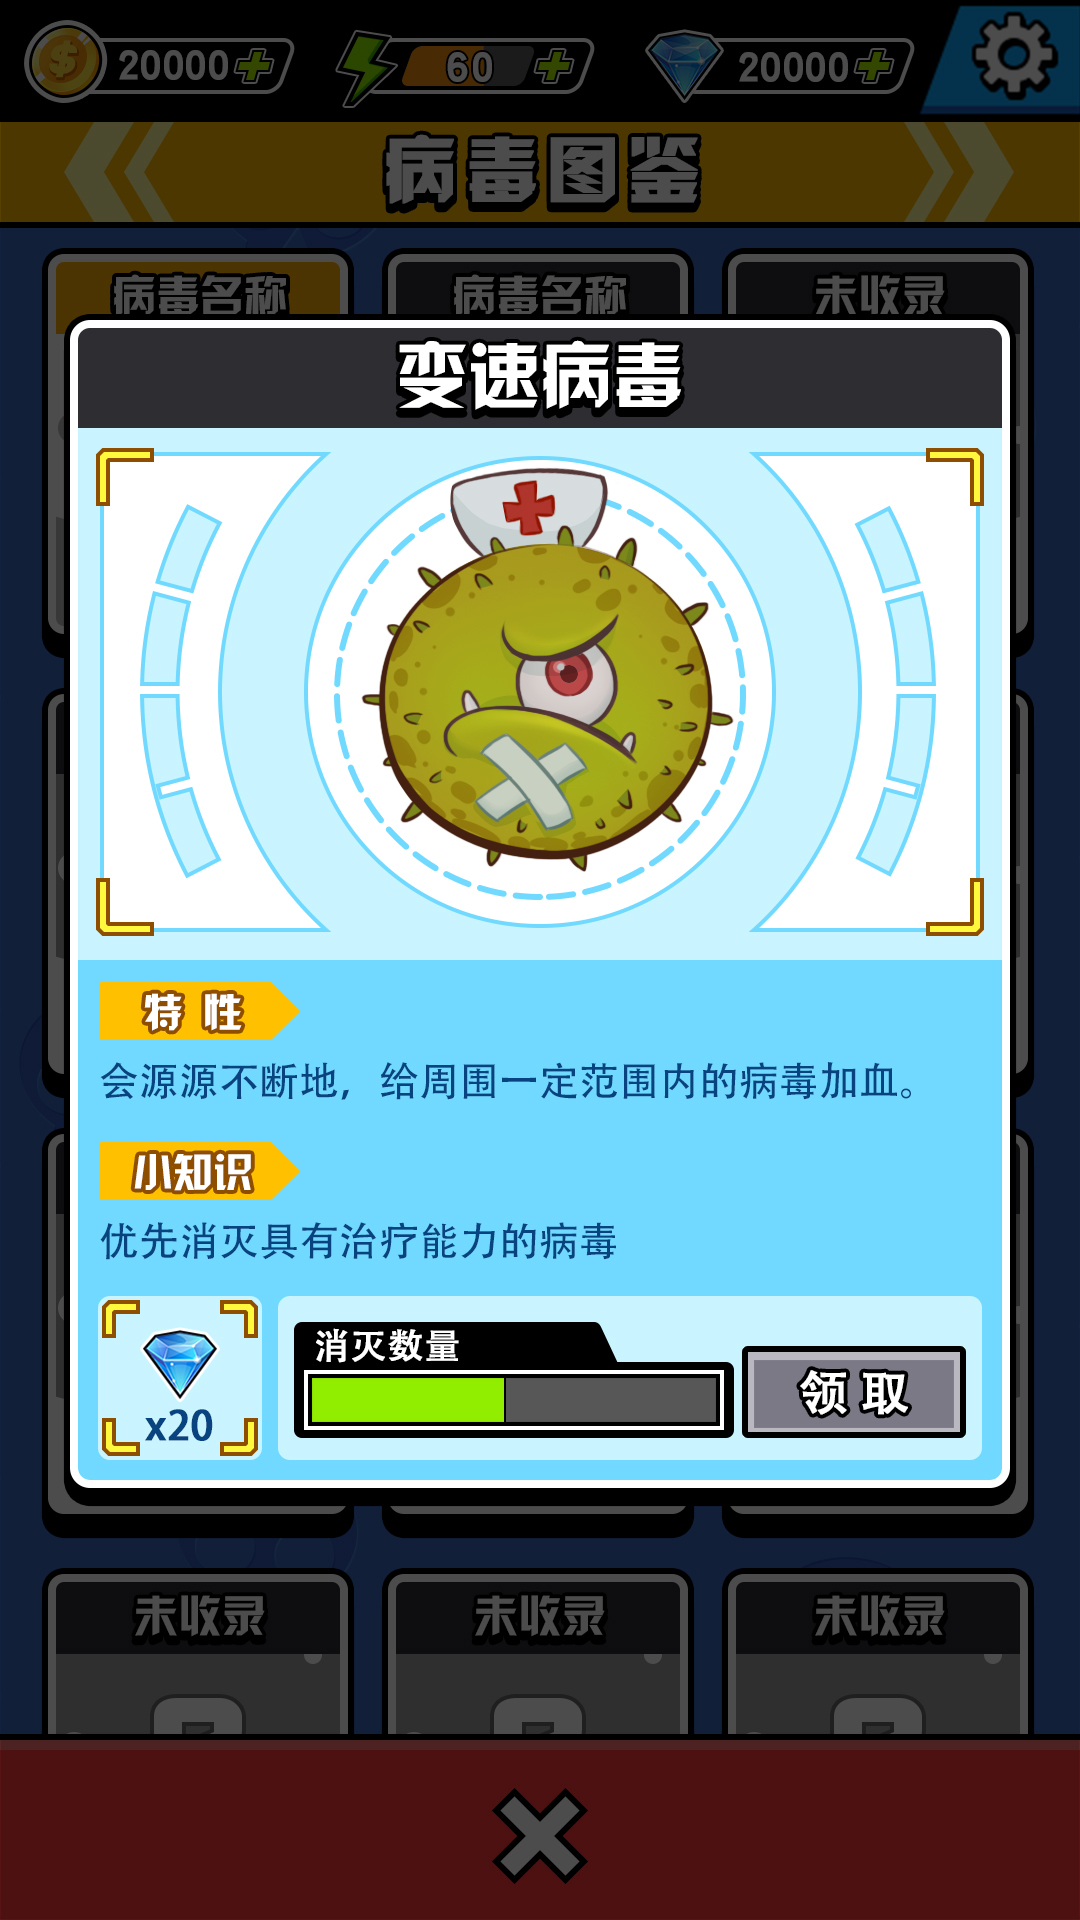 20000
60
20000
病毒图鉴
病毒名称
病毒名称
未收录
变速病毒
特性
会源源不断地，给周围一定范围内的病毒加血。
小知识
优先消灭具有治疗能力的病毒
消灭数量
x20
领取
未收录
未收录
未收录